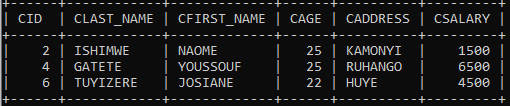 +------+------------+-------------+------+----------+---------+
| CID  | CLAST_NAME | CFIRST_NAME | CAGE | CADDRESS | CSALARY |
+------+------------+-------------+------+----------+---------+
|    2 | ISHIMWE    | NAOME       |   25 | KAMONYI  |    1500 |
|    4 | GATETE     | YOUSSOUF    |   25 | RUHANGO  |    6500 |
|    6 | TUYIZERE   | JOSIANE     |   22 | HUYE     |    4500 |
+------+------------+-------------+------+----------+---------+